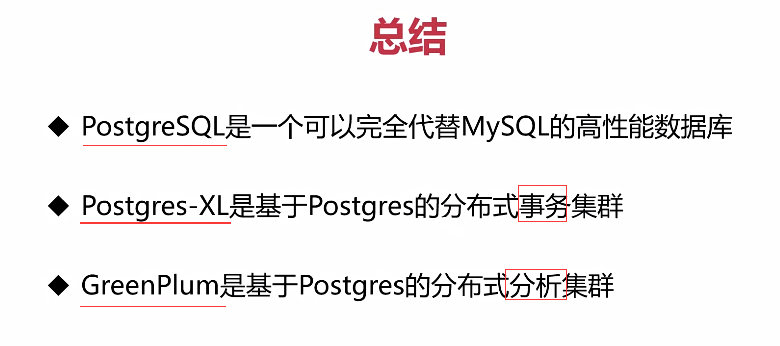 总结
◆ PostgreSQL是一个可以完全代替MySQL的高性能数据库
◆ Postgres-XL是基于Postgres的分布式事务集群
◆ GreenPlum是基于Postgres的分布式分析集群